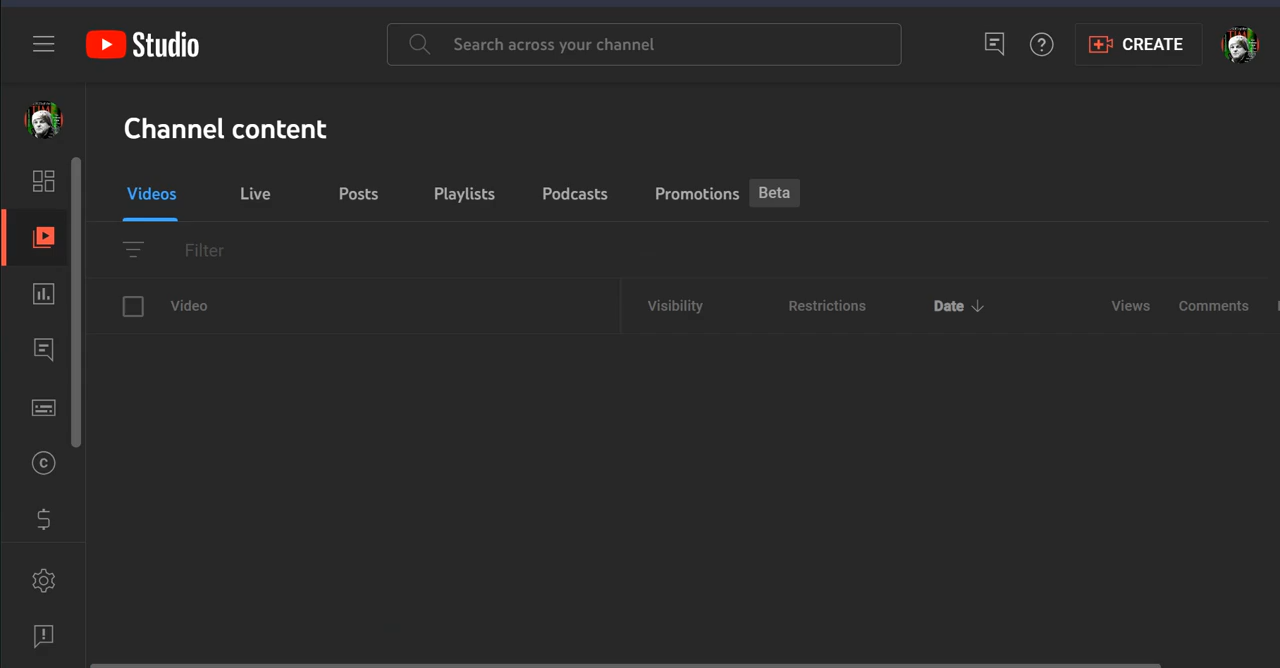 Studio
Search across your channel
CREATE
Channel content
Videos Live Posts Playlists Podcasts Promotions Beta
Filter
Video Visibility Restrictions Date Views Comments